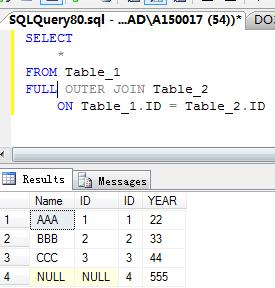 SQLQuery80.sql - ...AD\A150017 (54))*
DO
SELECT
*
FROM Table_1
FULL OUTER JOIN Table_2
ON Table_1.ID = Table_2.ID
Results Messages
Name ID ID YEAR
1 AAA 1 1 22
2 BBB 2 2 33
3 CCC 3 3 44
4 NULL NULL 4 555